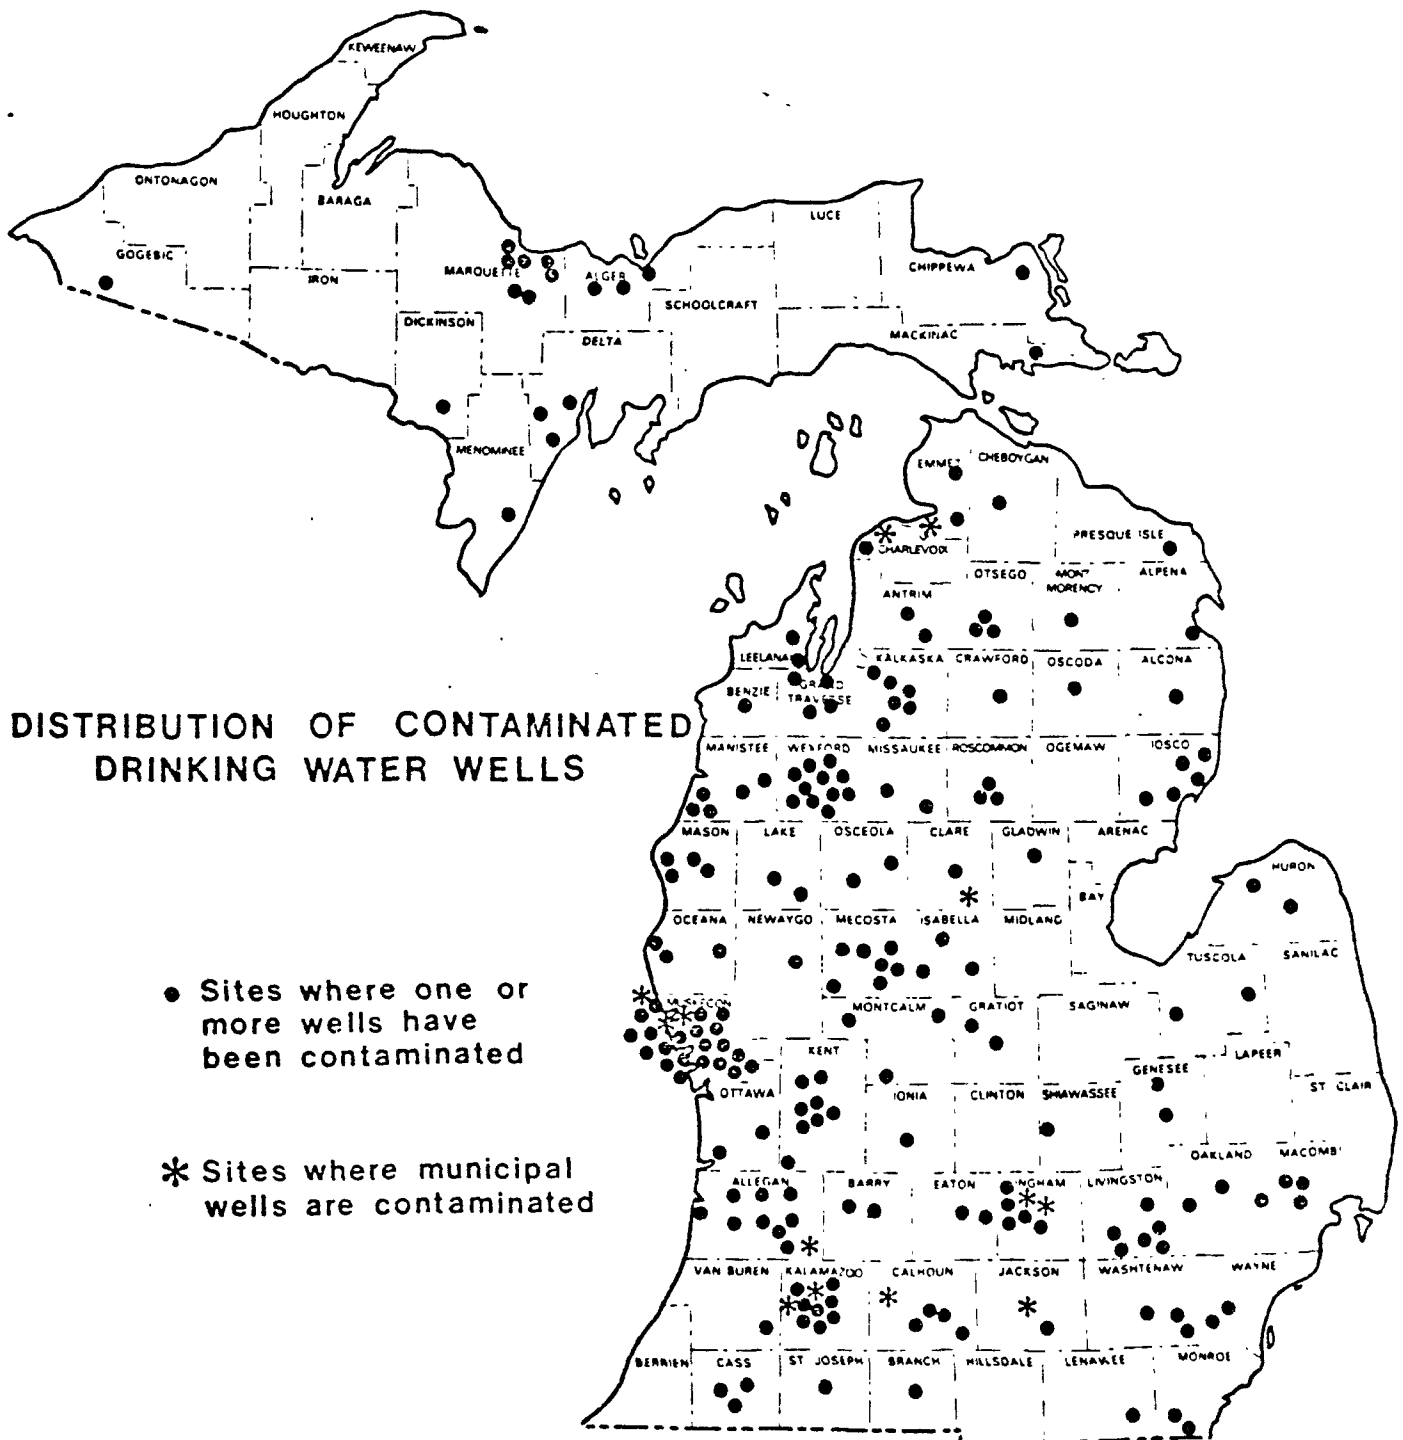 KEWEENAW
HOUGHTON
ONTONAGON
BARAGA
LUCE
GOGEBIC
CHIPPEWA
MARQUETTE
ALGER
IRON
SCHOOLCRAFT
DICKINSON
MACKINAC
DELTA
MENOMINEE
EMMET
CHEBOYGAN
PRESQUE ISLE
CHARLEVOIX
OTSEGO
MONT
MORENCY
ALPENA
ANTRIM
LEELANAU
KALKASKA
CRAWFORD
OSCODA
ALCONA
BENZIE
GRAND
TRAVERSE
DISTRIBUTION OF CONTAMINATED
DRINKING WATER WELLS
MANISTEE
WEXFORD
MISSAUKEE
ROSCOMMON
OGEMAW
IOSCO
MASON
LAKE
OSCEOLA
CLARE
GLADWIN
ARENAC
HURON
BAY
OCEANA
NEWAYGO
MECOSTA
ISABELLA
MIDLAND
TUSCOLA
SANILAC
Sites where one or
more wells have
been contaminated
MUSKEGON
MONTCALM
GRATIOT
SAGINAW
KENT
LAPEER
GENESEE
ST CLAIR
OTTAWA
IONIA
CLINTON
SHIAWASSEE
OAKLAND
MACOMB
Sites where municipal
wells are contaminated
ALLEGAN
BARRY
EATON
INGHAM
LIVINGSTON
VAN BUREN
KALAMAZOO
CALHOUN
JACKSON
WASHTENAW
WAYNE
BERRIEN
CASS
ST JOSEPH
BRANCH
HILLSDALE
LENAWEE
MONROE